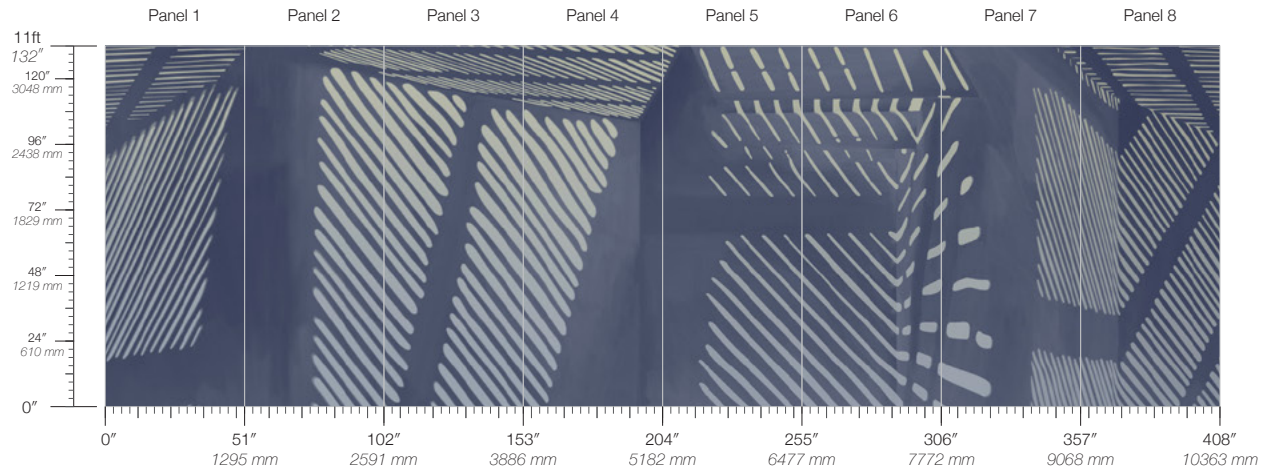 Panel 1 Panel 2 Panel 3 Panel 4 Panel 5 Panel 6 Panel 7 Panel 8
11ft
132″
120″
3048 mm
96″
2438 mm
72″
1829 mm
48″
1219 mm
24″
610 mm
0″
0″ 51″ 102″ 153″ 204″ 255″ 306″ 357″ 408″
1295 mm 2591 mm 3886 mm 5182 mm 6477 mm 7772 mm 9068 mm 10363 mm